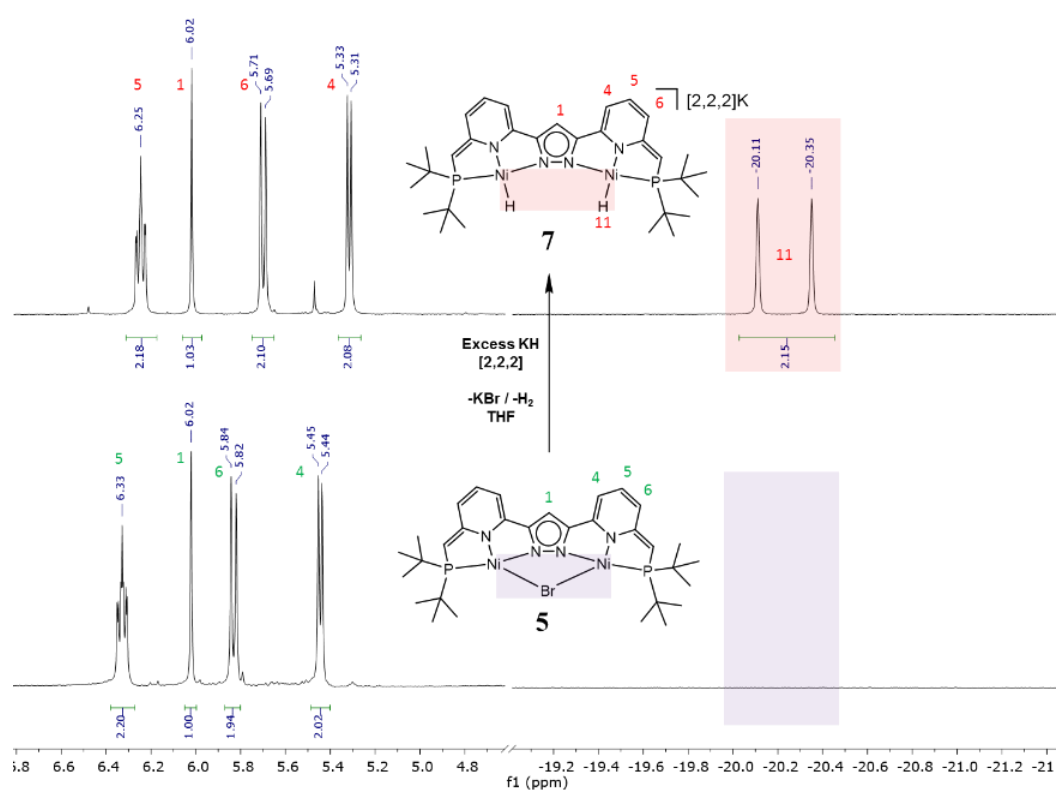 5
6.25
1
6.02
6
5.71
5.69
4
5.33
5.31
2.18
1.03
2.10
2.08
1
4
5
6
[2,2,2]K
N
N
N
N
P
Ni
Ni
P
H
H
11
7
-20.11
-20.35
11
2.15
Excess KH
[2,2,2]
-KBr / -H₂
THF
5
6.33
1
6.02
6
5.84
5.82
4
5.45
5.44
2.20
1.00
1.94
2.02
1
4
5
6
N
N
N
N
P
Ni
Ni
P
Br
5
5.8 6.6 6.4 6.2 6.0 5.8 5.6 5.4 5.2 5.0 4.8 4.6 -19.2 -19.4 -19.6 -19.8 -20.0 -20.2 -20.4 -20.6 -20.8 -21.0 -21
f1 (ppm)